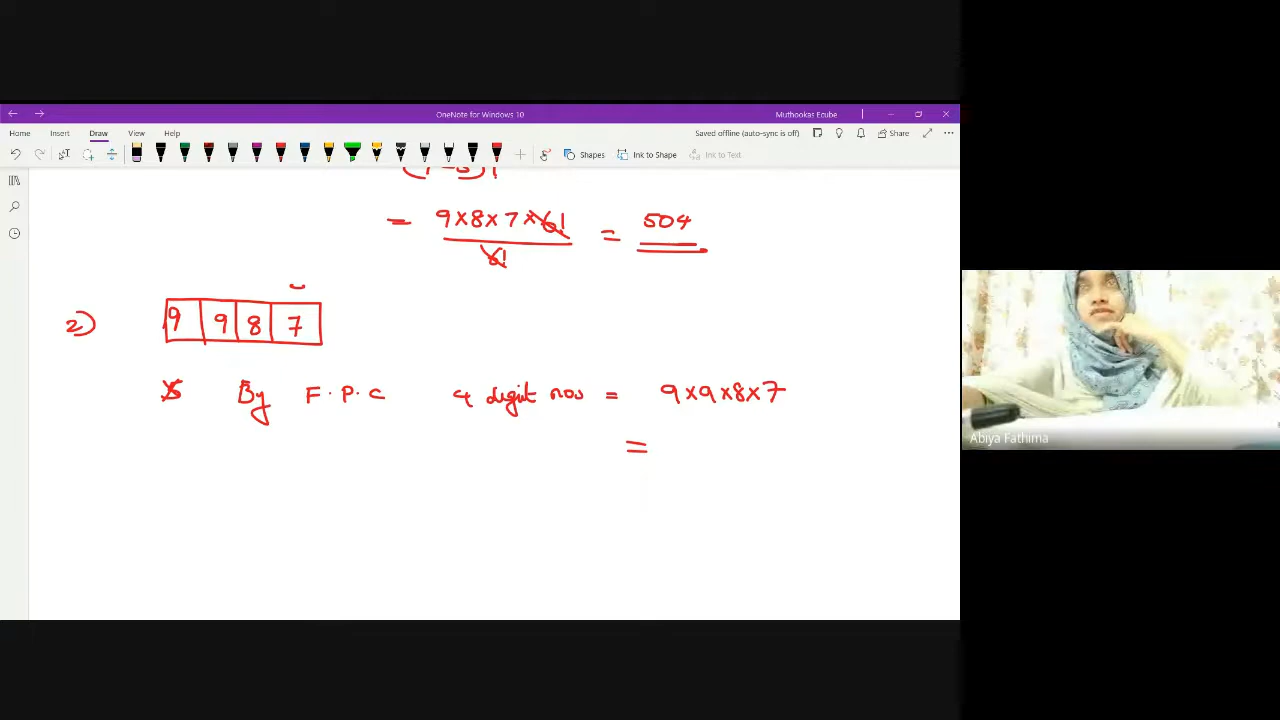 OneNote for Windows 10
Muthookas Ecube
Home Insert Draw View Help
Saved offline (auto-sync is off)
Share
Shapes
Ink to Shape
Ink to Text
= 9×8×7×6! / 6! = 504
2) 9 9 8 7
By F.P.C 4 digit nos = 9×9×8×7
=
Abiya Fathima